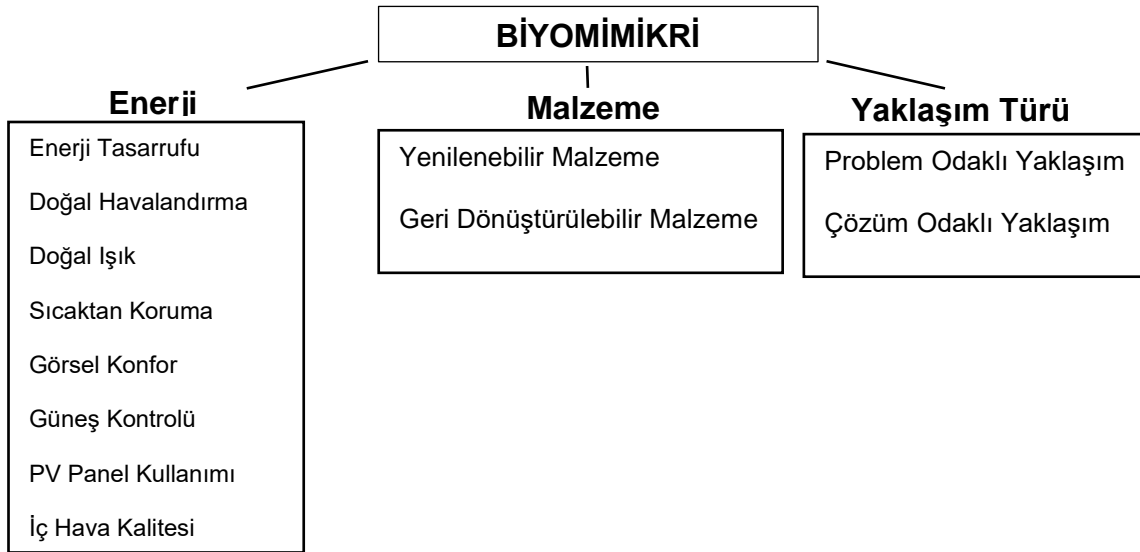 BİYOMİMİKRİ
Enerji
Enerji Tasarrufu
Doğal Havalandırma
Doğal Işık
Sıcaktan Koruma
Görsel Konfor
Güneş Kontrolü
PV Panel Kullanımı
İç Hava Kalitesi
Malzeme
Yenilenebilir Malzeme
Geri Dönüştürülebilir Malzeme
Yaklaşım Türü
Problem Odaklı Yaklaşım
Çözüm Odaklı Yaklaşım